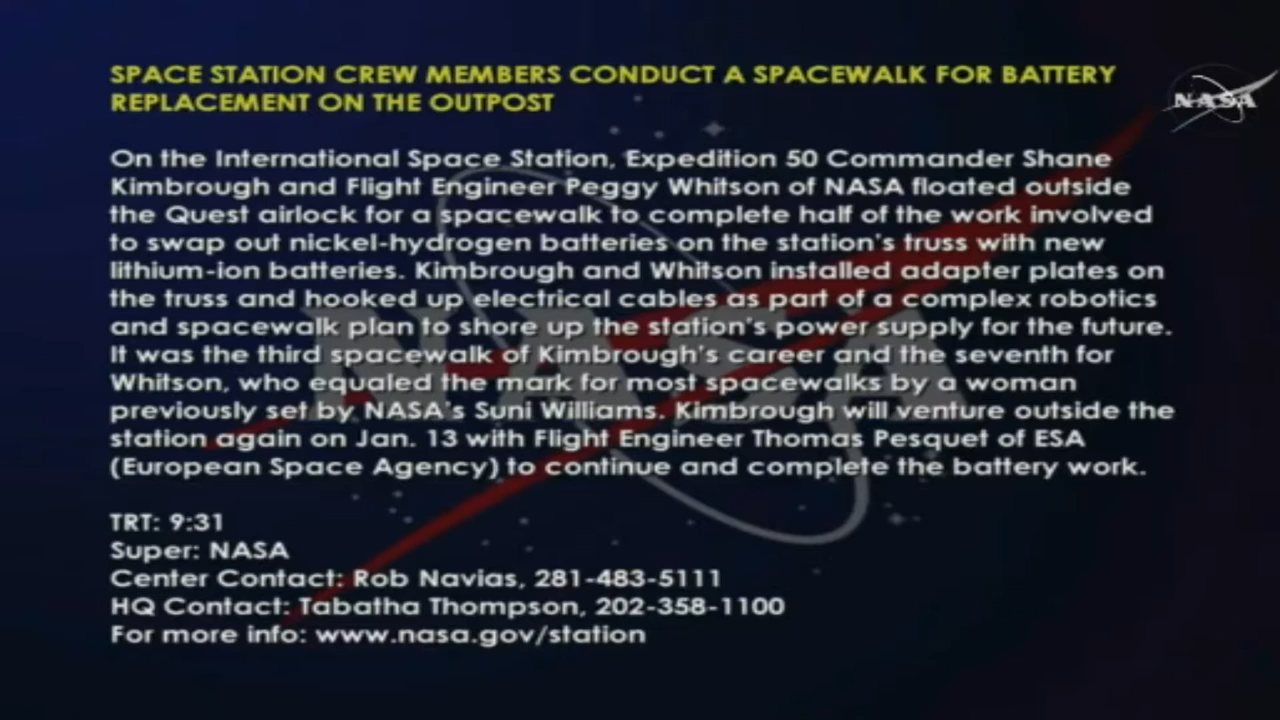 SPACE STATION CREW MEMBERS CONDUCT A SPACEWALK FOR BATTERY
REPLACEMENT ON THE OUTPOST
NASA
On the International Space Station, Expedition 50 Commander Shane
Kimbrough and Flight Engineer Peggy Whitson of NASA floated outside
the Quest airlock for a spacewalk to complete half of the work involved
to swap out nickel-hydrogen batteries on the station's truss with new
lithium-ion batteries. Kimbrough and Whitson installed adapter plates on
the truss and hooked up electrical cables as part of a complex robotics
and spacewalk plan to shore up the station's power supply for the future.
It was the third spacewalk of Kimbrough's career and the seventh for
Whitson, who equaled the mark for most spacewalks by a woman
previously set by NASA's Suni Williams. Kimbrough will venture outside the
station again on Jan. 13 with Flight Engineer Thomas Pesquet of ESA
(European Space Agency) to continue and complete the battery work.
NASA
TRT: 9:31
Super: NASA
Center Contact: Rob Navias, 281-483-5111
HQ Contact: Tabatha Thompson, 202-358-1100
For more info: www.nasa.gov/station